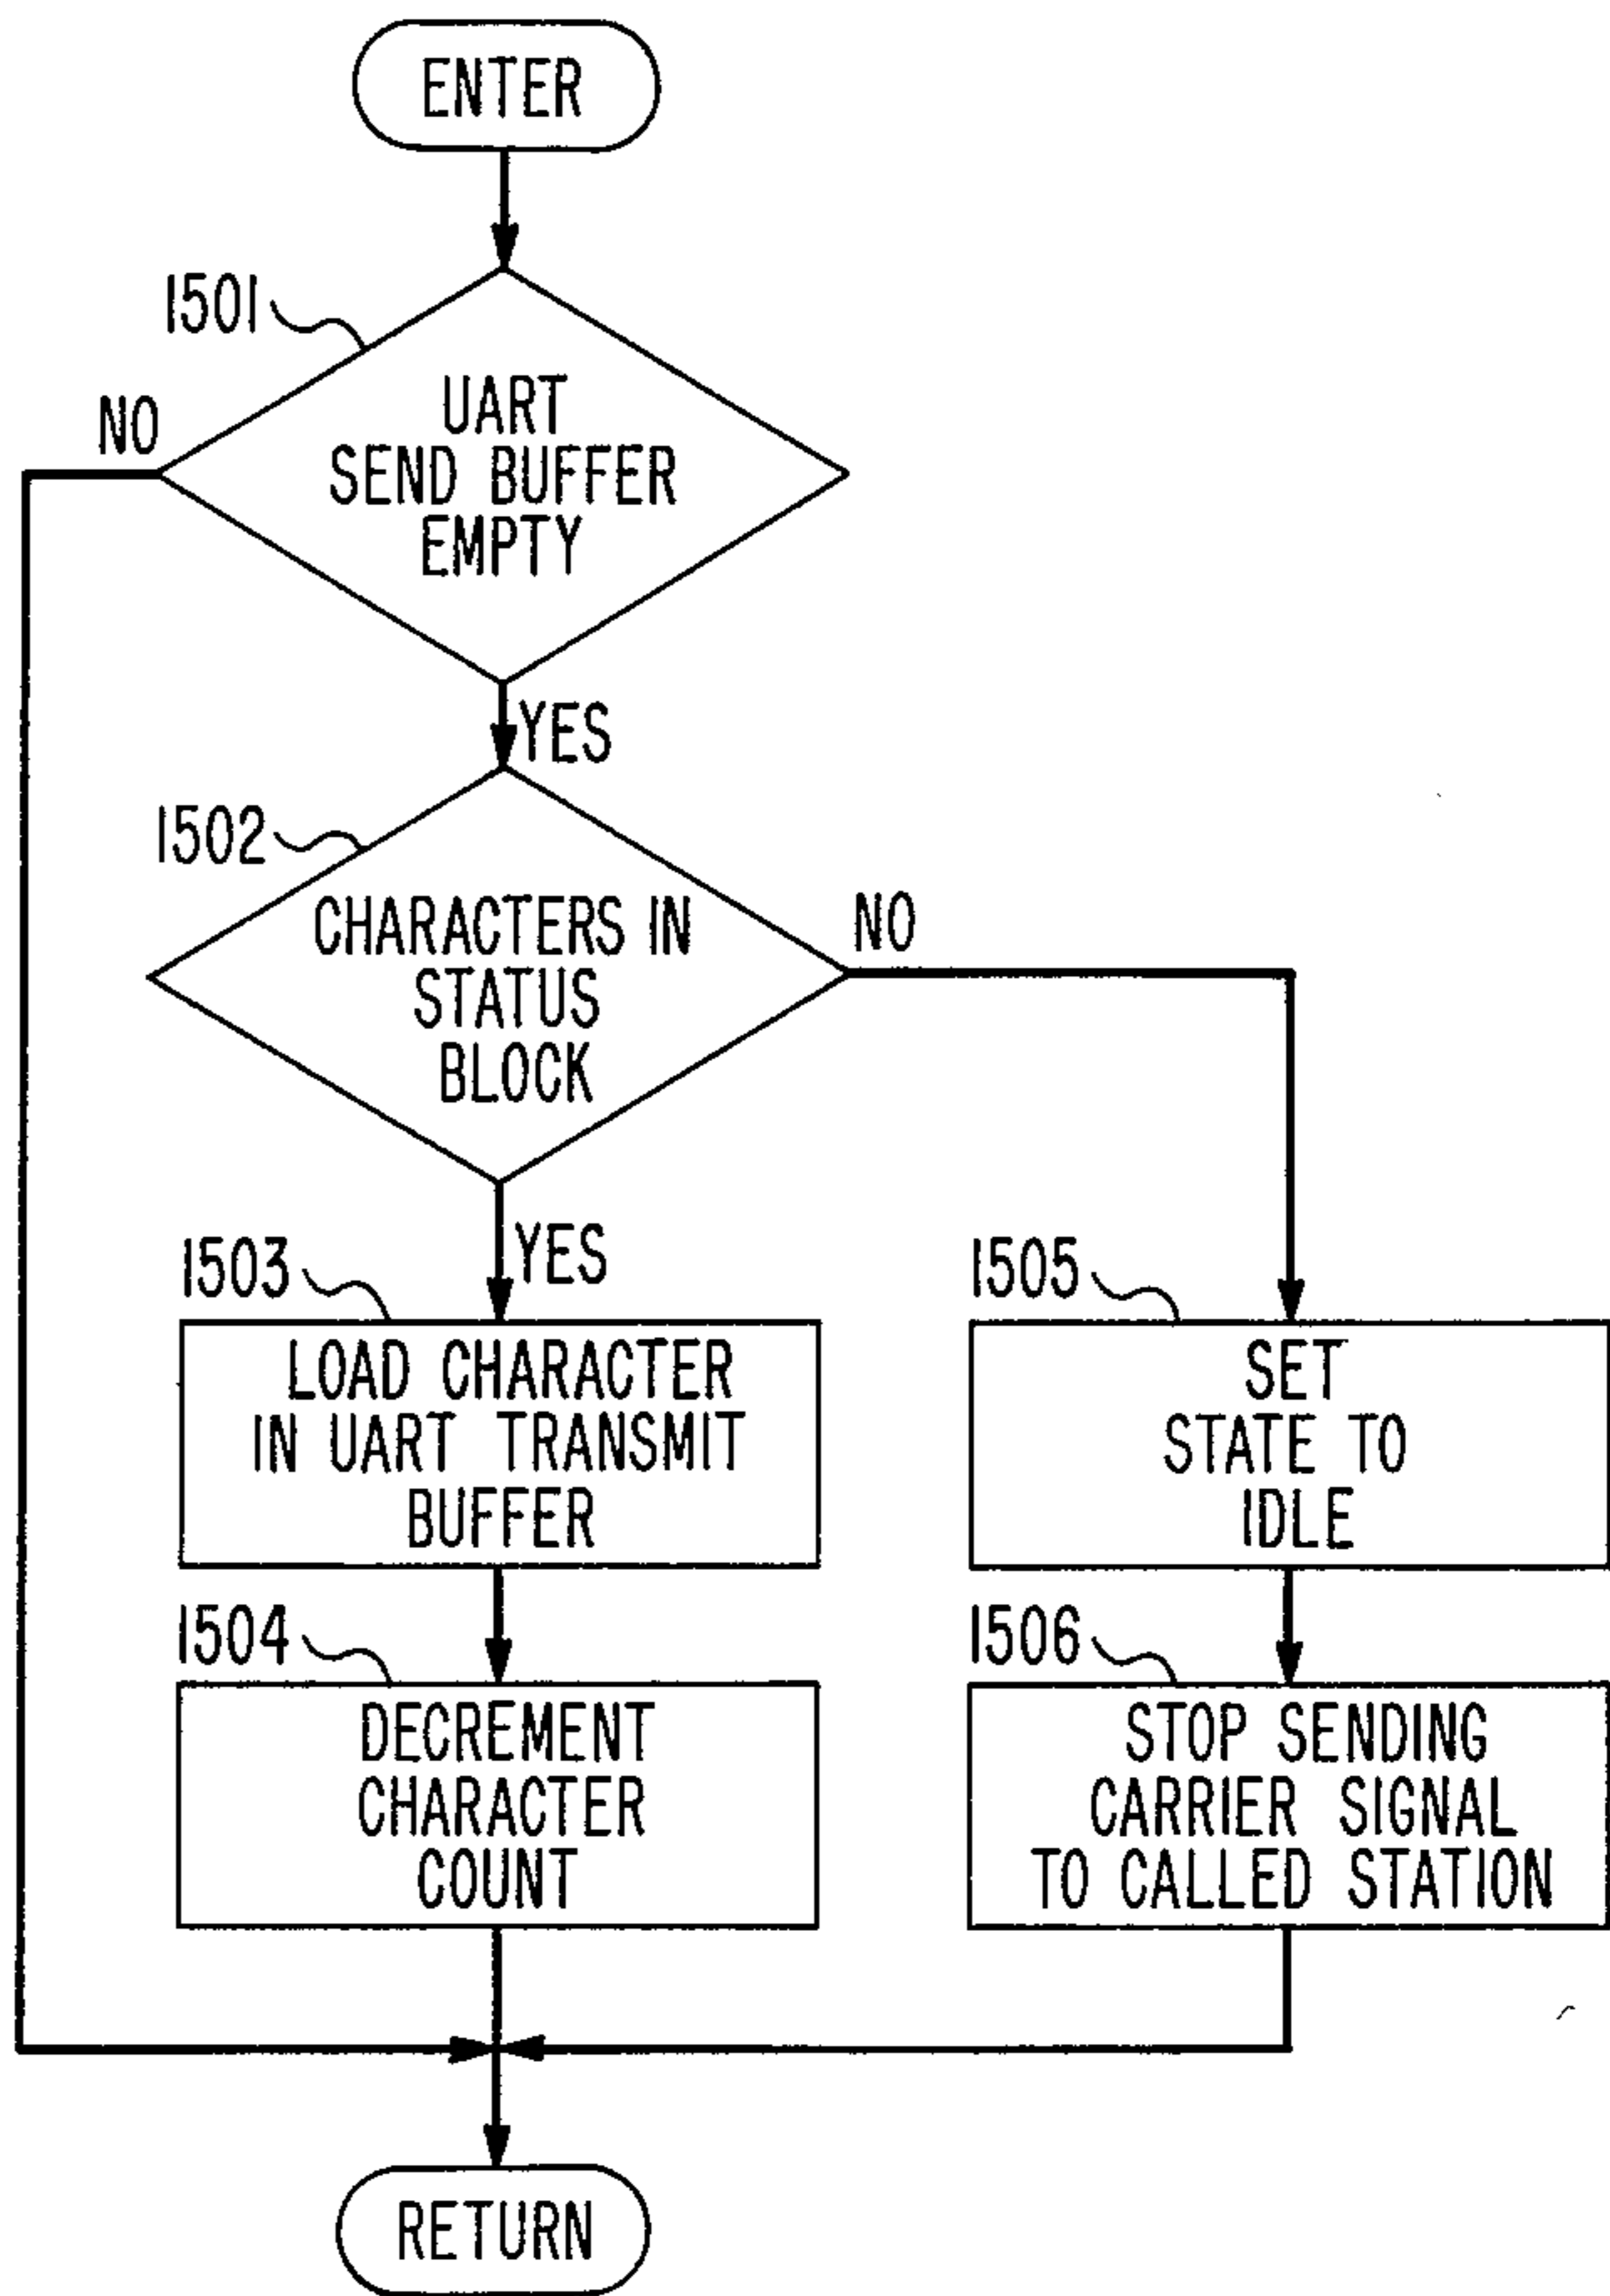 ENTER
1501
NO
UART
SEND BUFFER
EMPTY
YES
1502
CHARACTERS IN
STATUS
BLOCK
NO
YES
1503
LOAD CHARACTER
IN UART TRANSMIT
BUFFER
1505
SET
STATE TO
IDLE
1504
DECREMENT
CHARACTER
COUNT
1506
STOP SENDING
CARRIER SIGNAL
TO CALLED STATION
RETURN